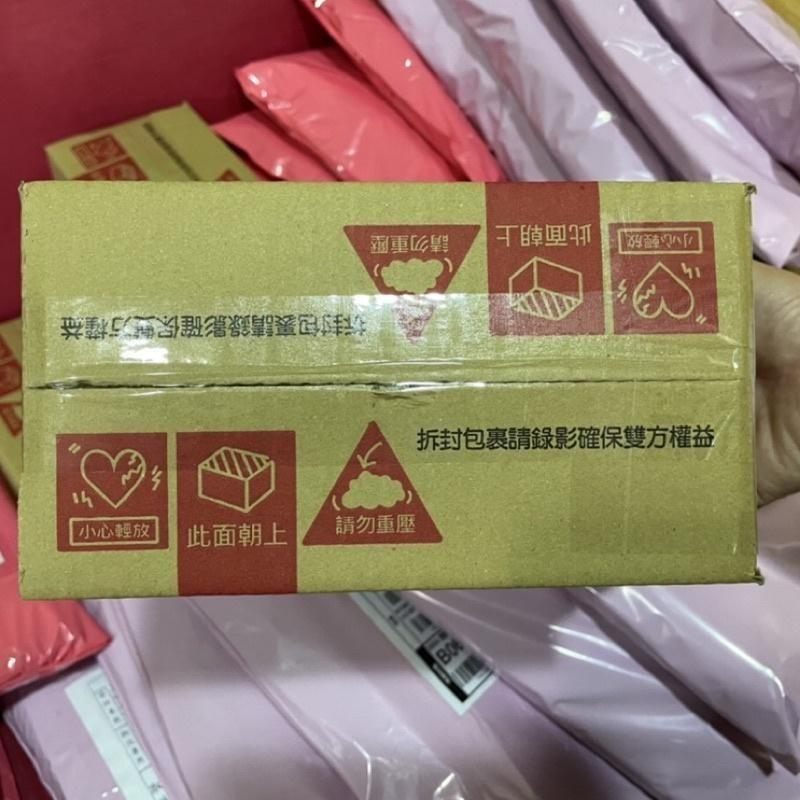 請勿重壓
此面朝上
小心輕放
拆封包裹請錄影確保雙方權益
拆封包裹請錄影確保雙方權益
小心輕放
此面朝上
請勿重壓